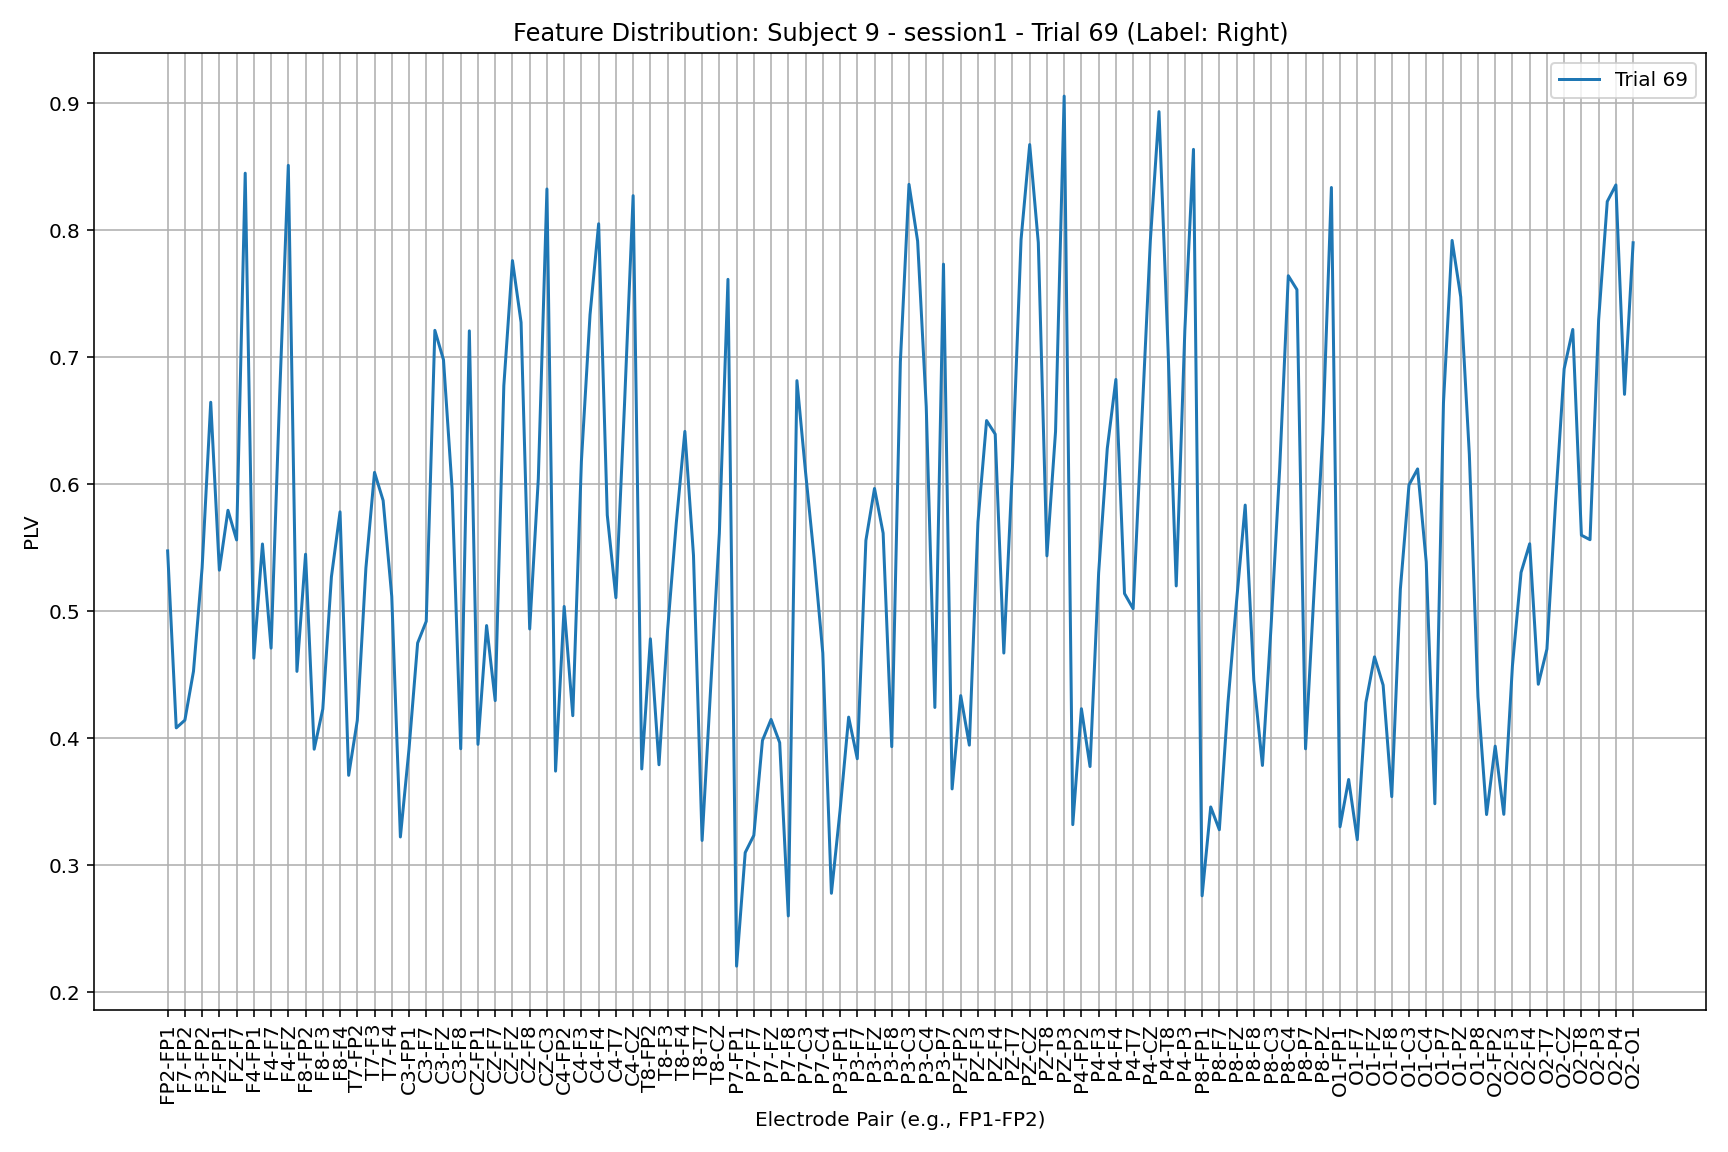 Feature Distribution: Subject 9 - session1 - Trial 69 (Label: Right)
Trial 69
PLV
0.9
0.8
0.7
0.6
0.5
0.4
0.3
0.2
FP2-FP1
F7-FP2
F3-FP2
FZ-FP1
FZ-F7
F4-FP1
F4-F7
F4-FZ
F8-FP2
F8-F3
F8-F4
T7-FP2
T7-F3
T7-F4
C3-FP1
C3-F7
C3-FZ
C3-F8
CZ-FP1
CZ-F7
CZ-FZ
CZ-F8
CZ-C3
C4-FP2
C4-F3
C4-F4
C4-T7
C4-CZ
T8-FP2
T8-F3
T8-F4
T8-T7
T8-CZ
P7-FP1
P7-F7
P7-FZ
P7-F8
P7-C3
P7-C4
P3-FP1
P3-F7
P3-FZ
P3-F8
P3-C3
P3-C4
P3-P7
PZ-FP2
PZ-F3
PZ-F4
PZ-T7
PZ-CZ
PZ-T8
PZ-P3
P4-FP2
P4-F3
P4-F4
P4-T7
P4-CZ
P4-T8
P4-P3
P8-FP1
P8-F7
P8-FZ
P8-F8
P8-C3
P8-C4
P8-P7
P8-PZ
O1-FP1
O1-F7
O1-FZ
O1-F8
O1-C3
O1-C4
O1-P7
O1-PZ
O1-P8
O2-FP2
O2-F3
O2-F4
O2-T7
O2-CZ
O2-T8
O2-P3
O2-P4
O2-O1
Electrode Pair (e.g., FP1-FP2)